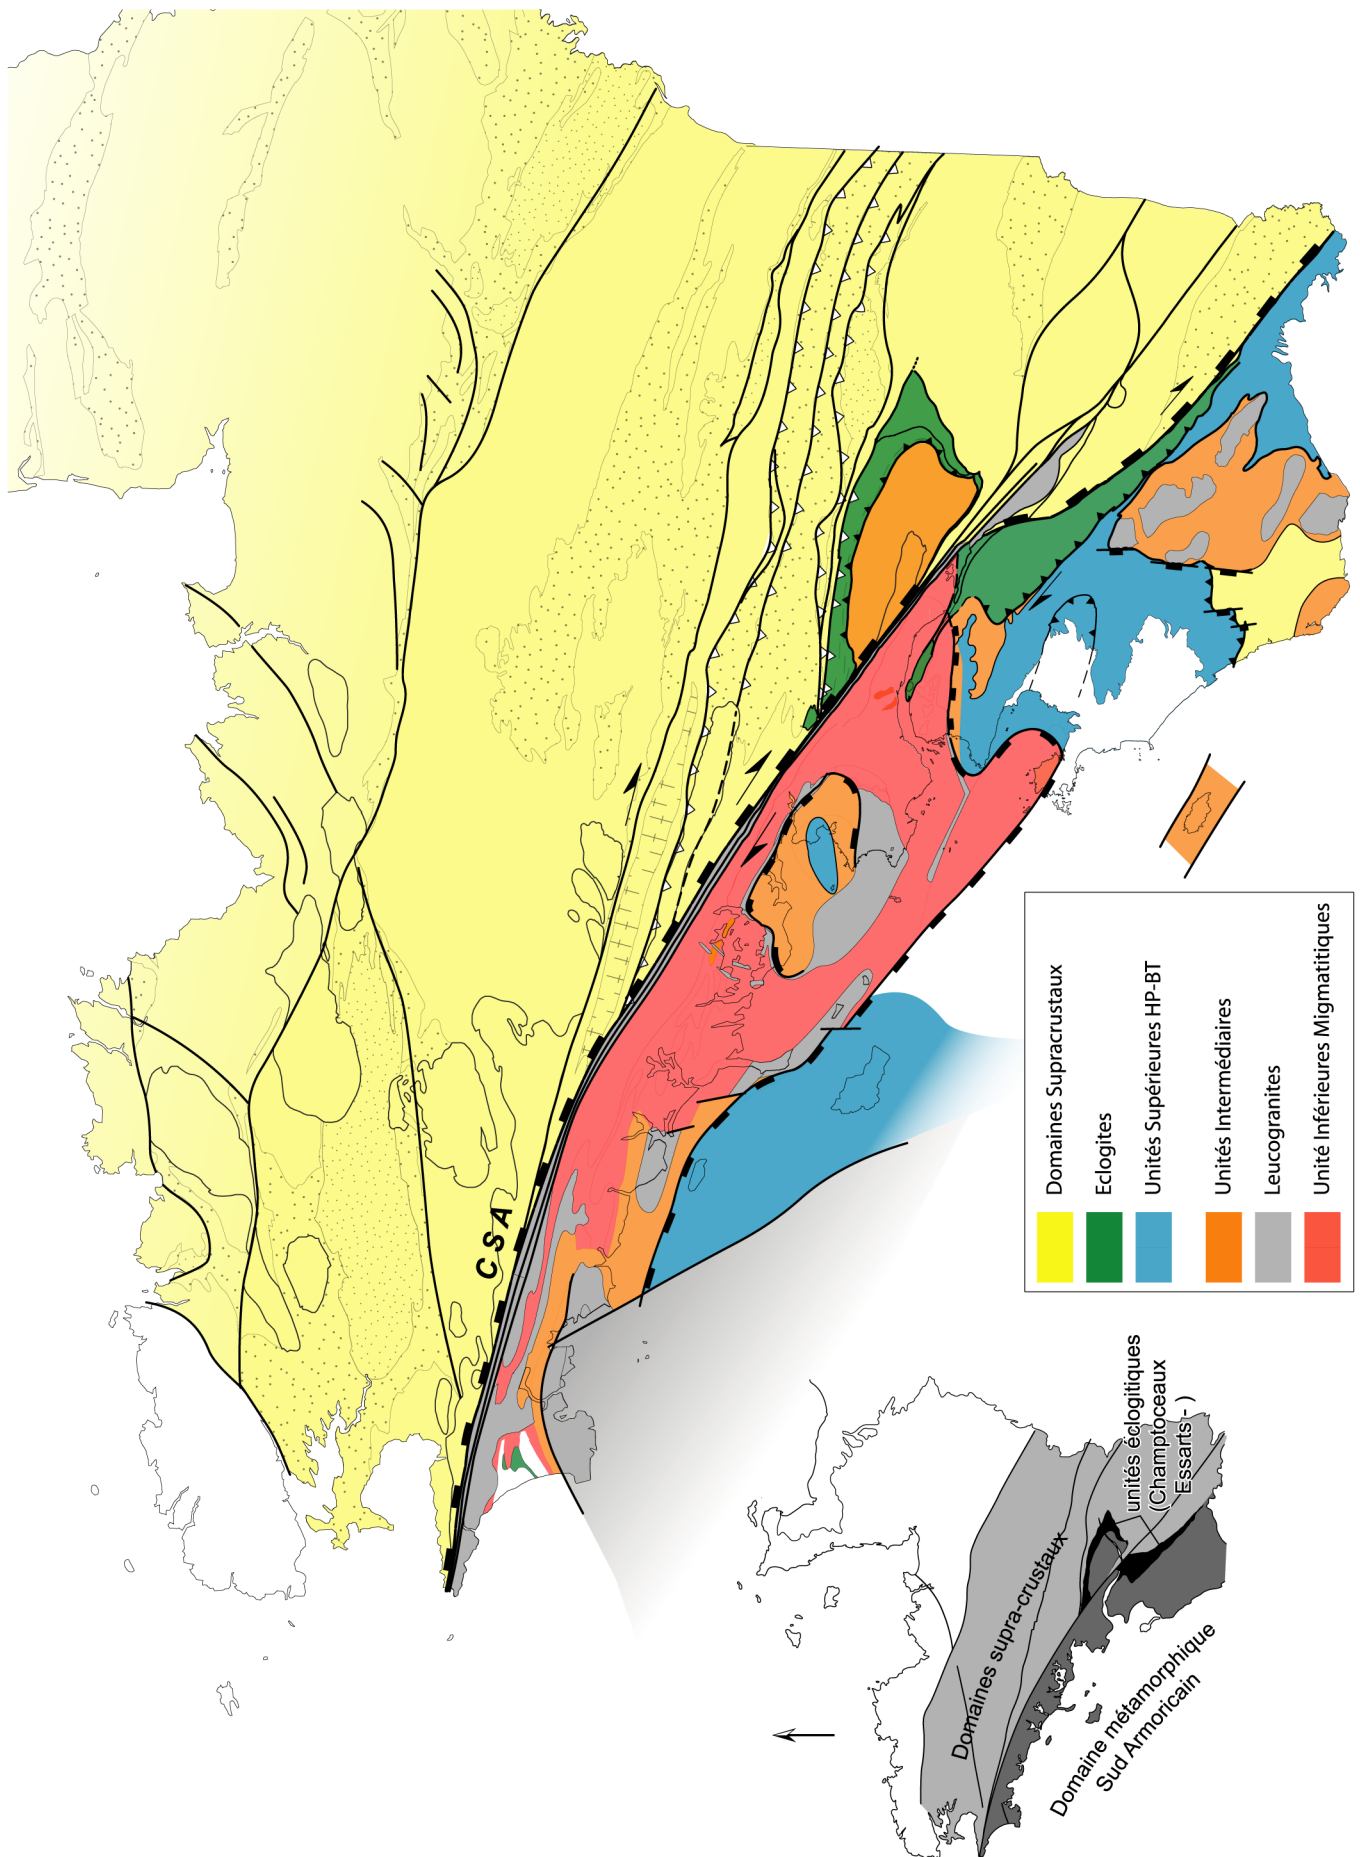 CSA
Domaines Supracrustaux
Eclogites
Unités Supérieures HP-BT
Unités Intermédiaires
Leucogranites
Unité Inférieures Migmatitiques
Domaines supra-crustaux
unités éclogitiques
(Champtoceaux
Essarts - )
Domaine métamorphique
Sud Armoricain